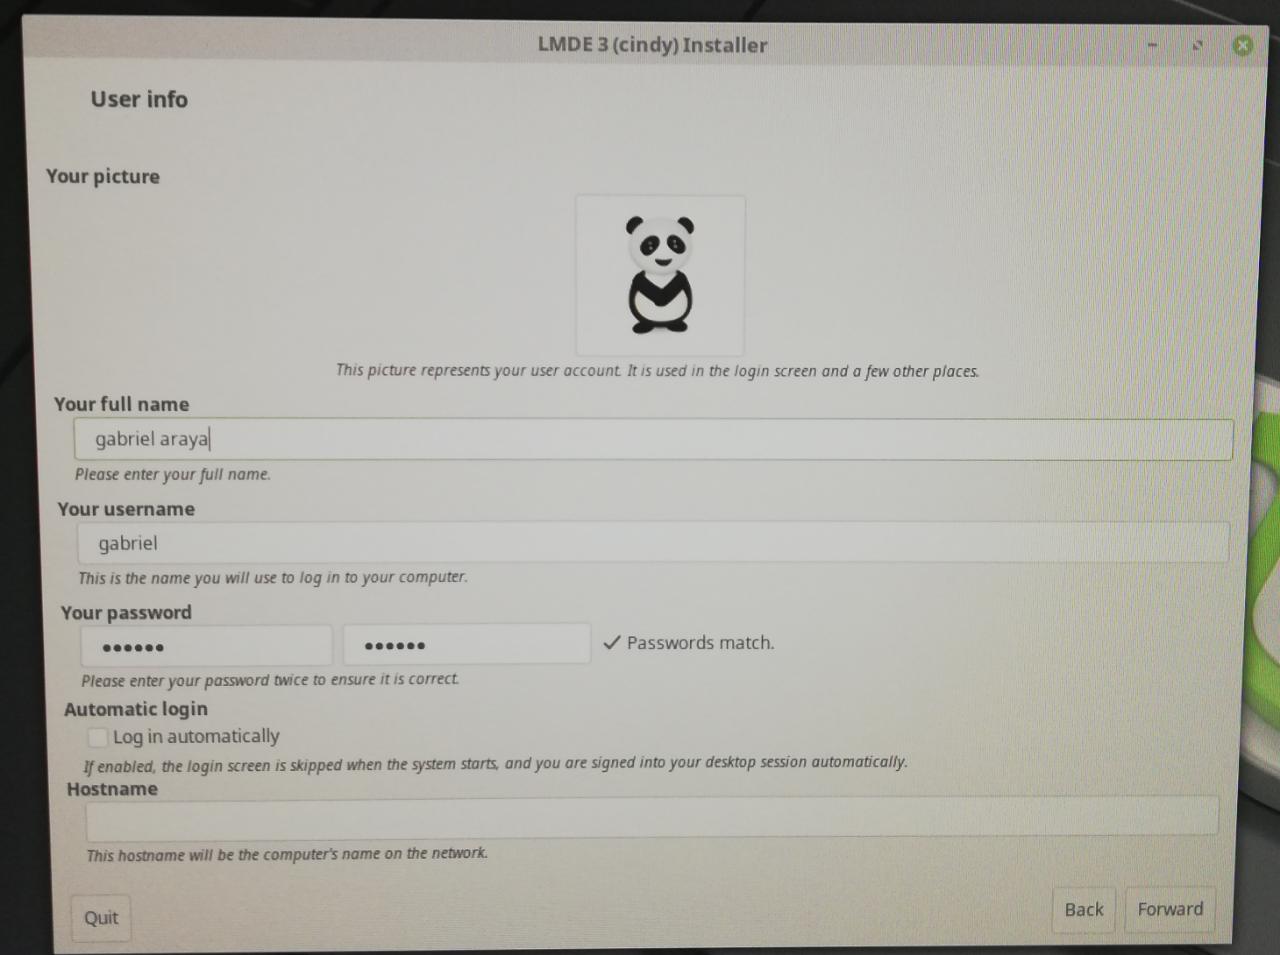 LMDE 3 (cindy) Installer
User info
Your picture
This picture represents your user account. It is used in the login screen and a few other places.
Your full name
gabriel araya
Please enter your full name.
Your username
gabriel
This is the name you will use to log in to your computer.
Your password
•••••• •••••• ✓ Passwords match.
Please enter your password twice to ensure it is correct.
Automatic login
Log in automatically
If enabled, the login screen is skipped when the system starts, and you are signed into your desktop session automatically.
Hostname
This hostname will be the computer's name on the network.
Quit Back Forward